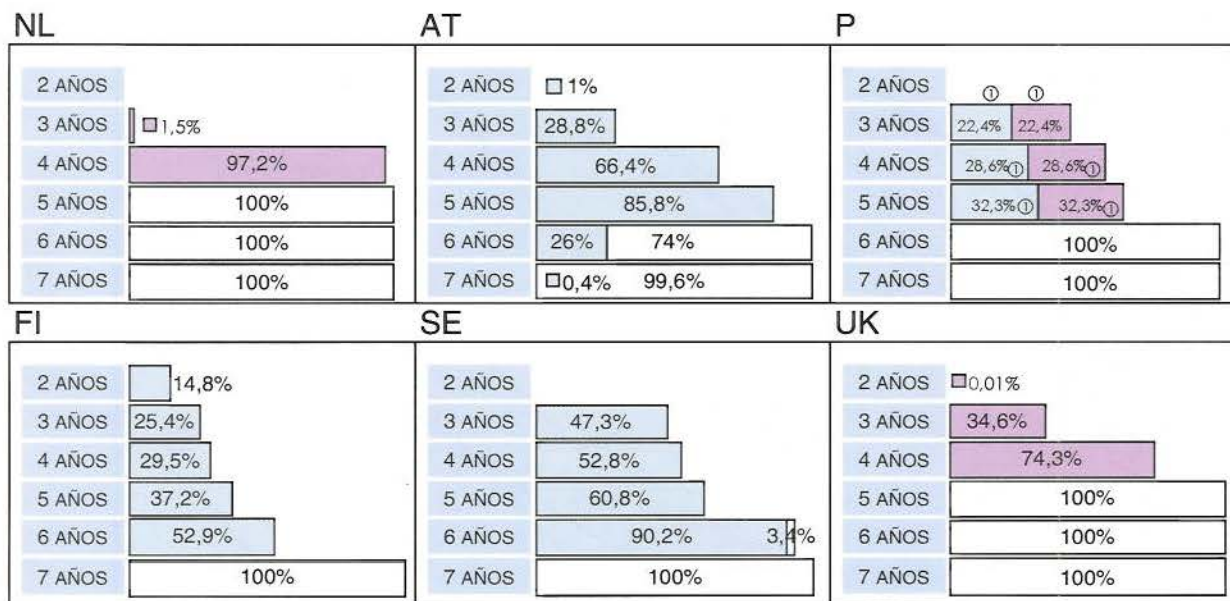 NL
2 AÑOS
3 AÑOS 1,5%
4 AÑOS 97,2%
5 AÑOS 100%
6 AÑOS 100%
7 AÑOS 100%
AT
2 AÑOS 1%
3 AÑOS 28,8%
4 AÑOS 66,4%
5 AÑOS 85,8%
6 AÑOS 26% 74%
7 AÑOS 0,4% 99,6%
P
2 AÑOS
① ①
3 AÑOS 22,4% 22,4%
4 AÑOS 28,6%① 28,6%①
5 AÑOS 32,3%① 32,3%①
6 AÑOS 100%
7 AÑOS 100%
FI
2 AÑOS 14,8%
3 AÑOS 25,4%
4 AÑOS 29,5%
5 AÑOS 37,2%
6 AÑOS 52,9%
7 AÑOS 100%
SE
2 AÑOS
3 AÑOS 47,3%
4 AÑOS 52,8%
5 AÑOS 60,8%
6 AÑOS 90,2% 3,4%
7 AÑOS 100%
UK
2 AÑOS 0,01%
3 AÑOS 34,6%
4 AÑOS 74,3%
5 AÑOS 100%
6 AÑOS 100%
7 AÑOS 100%